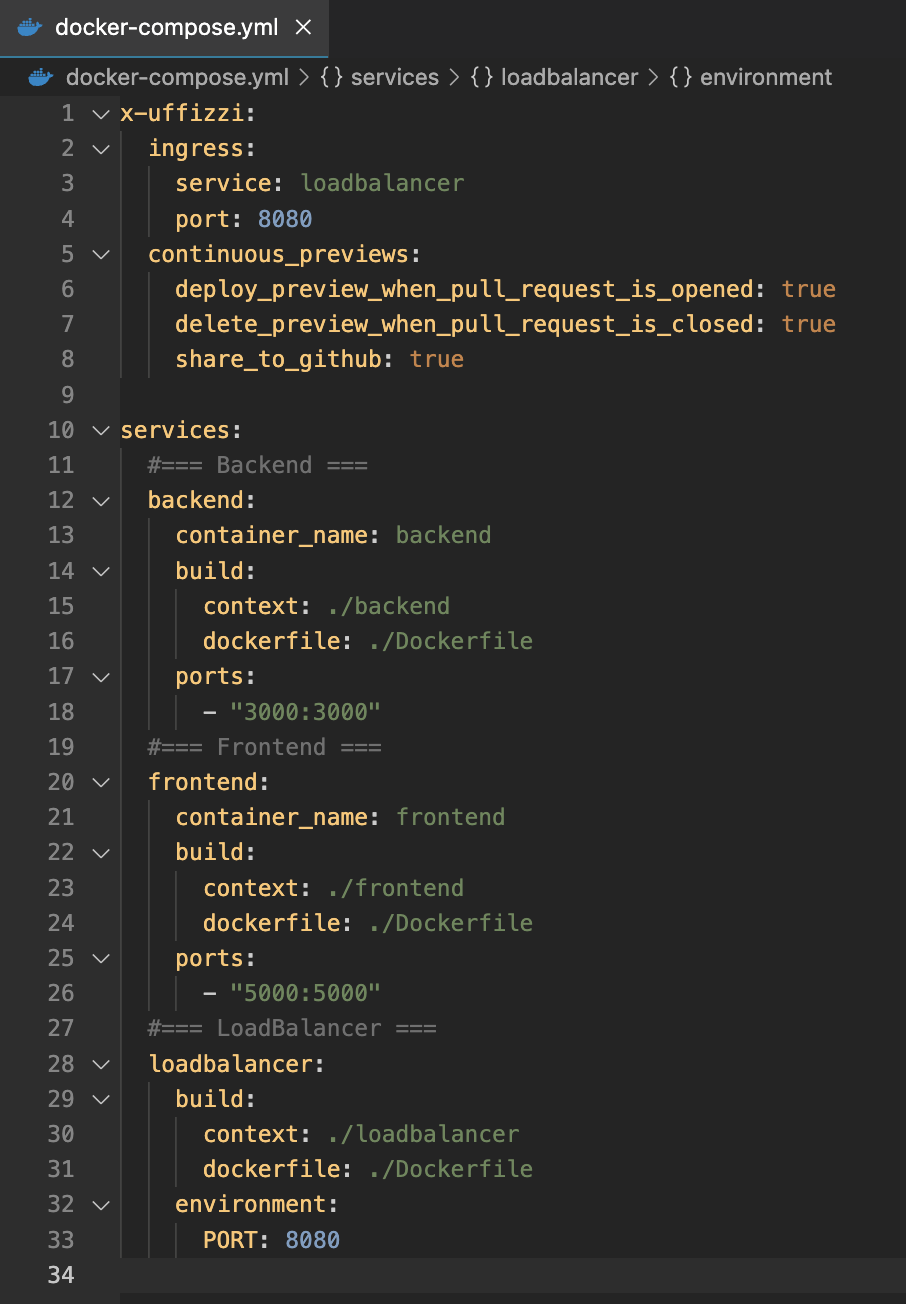 docker-compose.yml ×
docker-compose.yml > {} services > {} loadbalancer > {} environment
1 x-uffizzi:
2   ingress:
3     service: loadbalancer
4     port: 8080
5   continuous_previews:
6     deploy_preview_when_pull_request_is_opened: true
7     delete_preview_when_pull_request_is_closed: true
8     share_to_github: true
9
10 services:
11   #=== Backend ===
12   backend:
13     container_name: backend
14     build:
15       context: ./backend
16       dockerfile: ./Dockerfile
17     ports:
18       - "3000:3000"
19   #=== Frontend ===
20   frontend:
21     container_name: frontend
22     build:
23       context: ./frontend
24       dockerfile: ./Dockerfile
25     ports:
26       - "5000:5000"
27   #=== LoadBalancer ===
28   loadbalancer:
29     build:
30       context: ./loadbalancer
31       dockerfile: ./Dockerfile
32     environment:
33       PORT: 8080
34